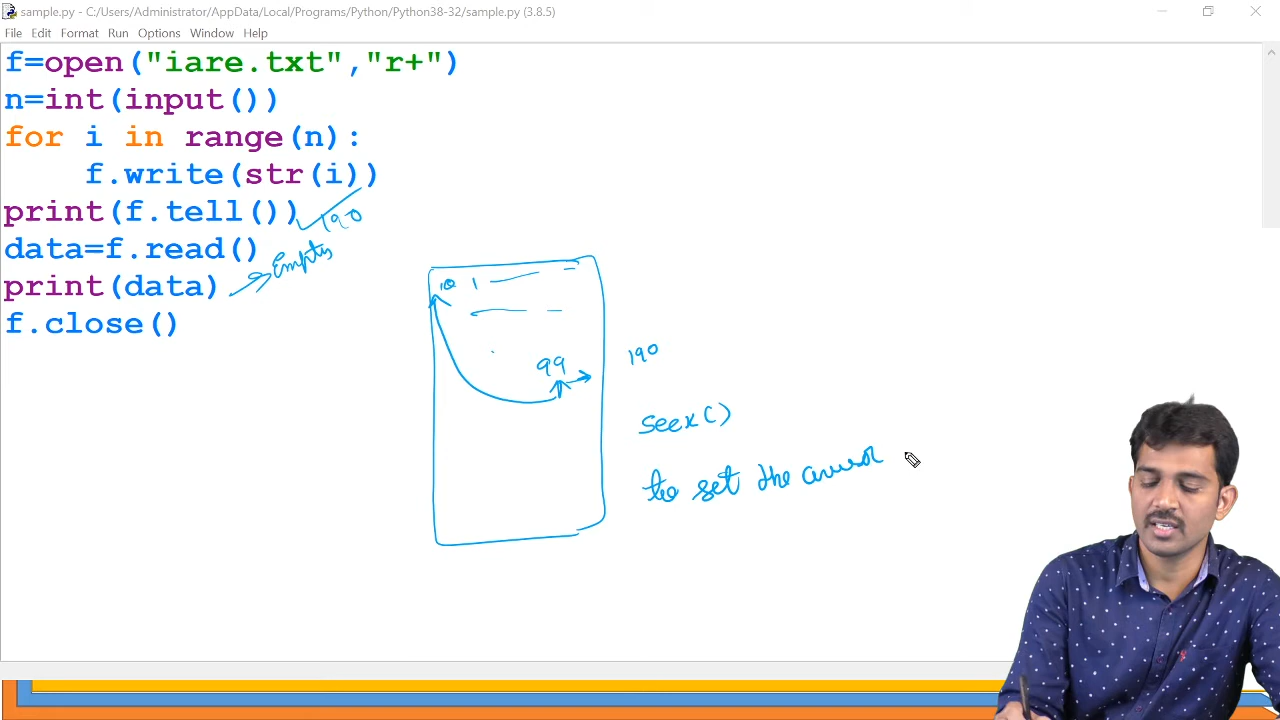 sample.py - C:/Users/Administrator/AppData/Local/Programs/Python/Python38-32/sample.py (3.8.5)
File Edit Format Run Options Window Help
f=open("iare.txt","r+")
n=int(input())
for i in range(n):
f.write(str(i))
print(f.tell()) 190
data=f.read()
print(data) Empty
f.close()
1
99
190
seek()
to set the cursor